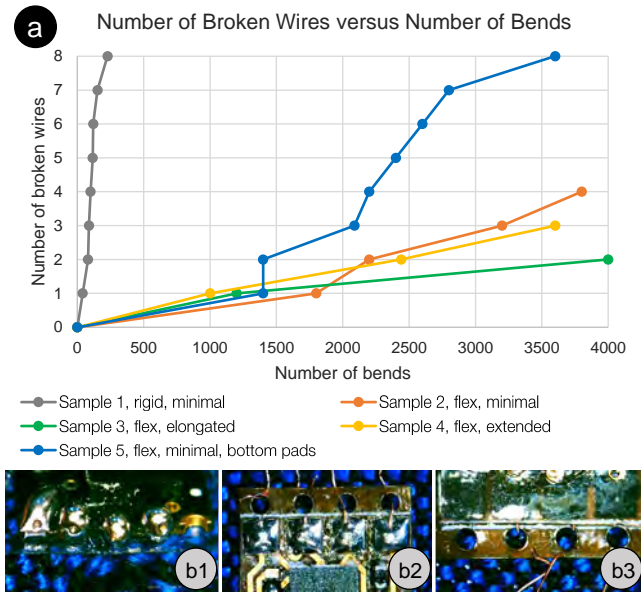 a
Number of Broken Wires versus Number of Bends
Number of broken wires
8
7
6
5
4
3
2
1
0
0 500 1000 1500 2000 2500 3000 3500 4000
Number of bends
Sample 1, rigid, minimal
Sample 2, flex, minimal
Sample 3, flex, elongated
Sample 4, flex, extended
Sample 5, flex, minimal, bottom pads
b1 b2 b3